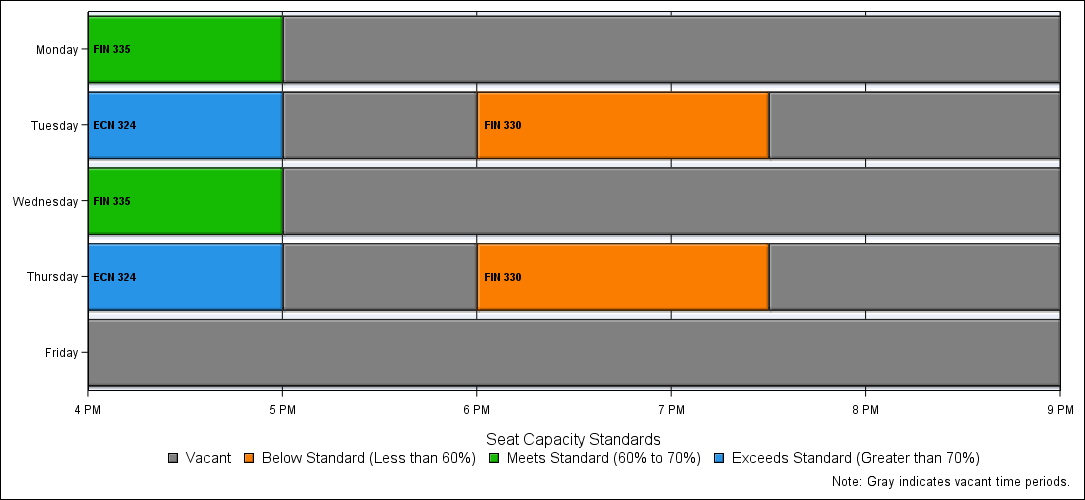 Monday
FIN 335
Tuesday
ECN 324
FIN 330
Wednesday
FIN 335
Thursday
ECN 324
FIN 330
Friday
4 PM 5 PM 6 PM 7 PM 8 PM 9 PM
Seat Capacity Standards
Vacant Below Standard (Less than 60%) Meets Standard (60% to 70%) Exceeds Standard (Greater than 70%)
Note: Gray indicates vacant time periods.